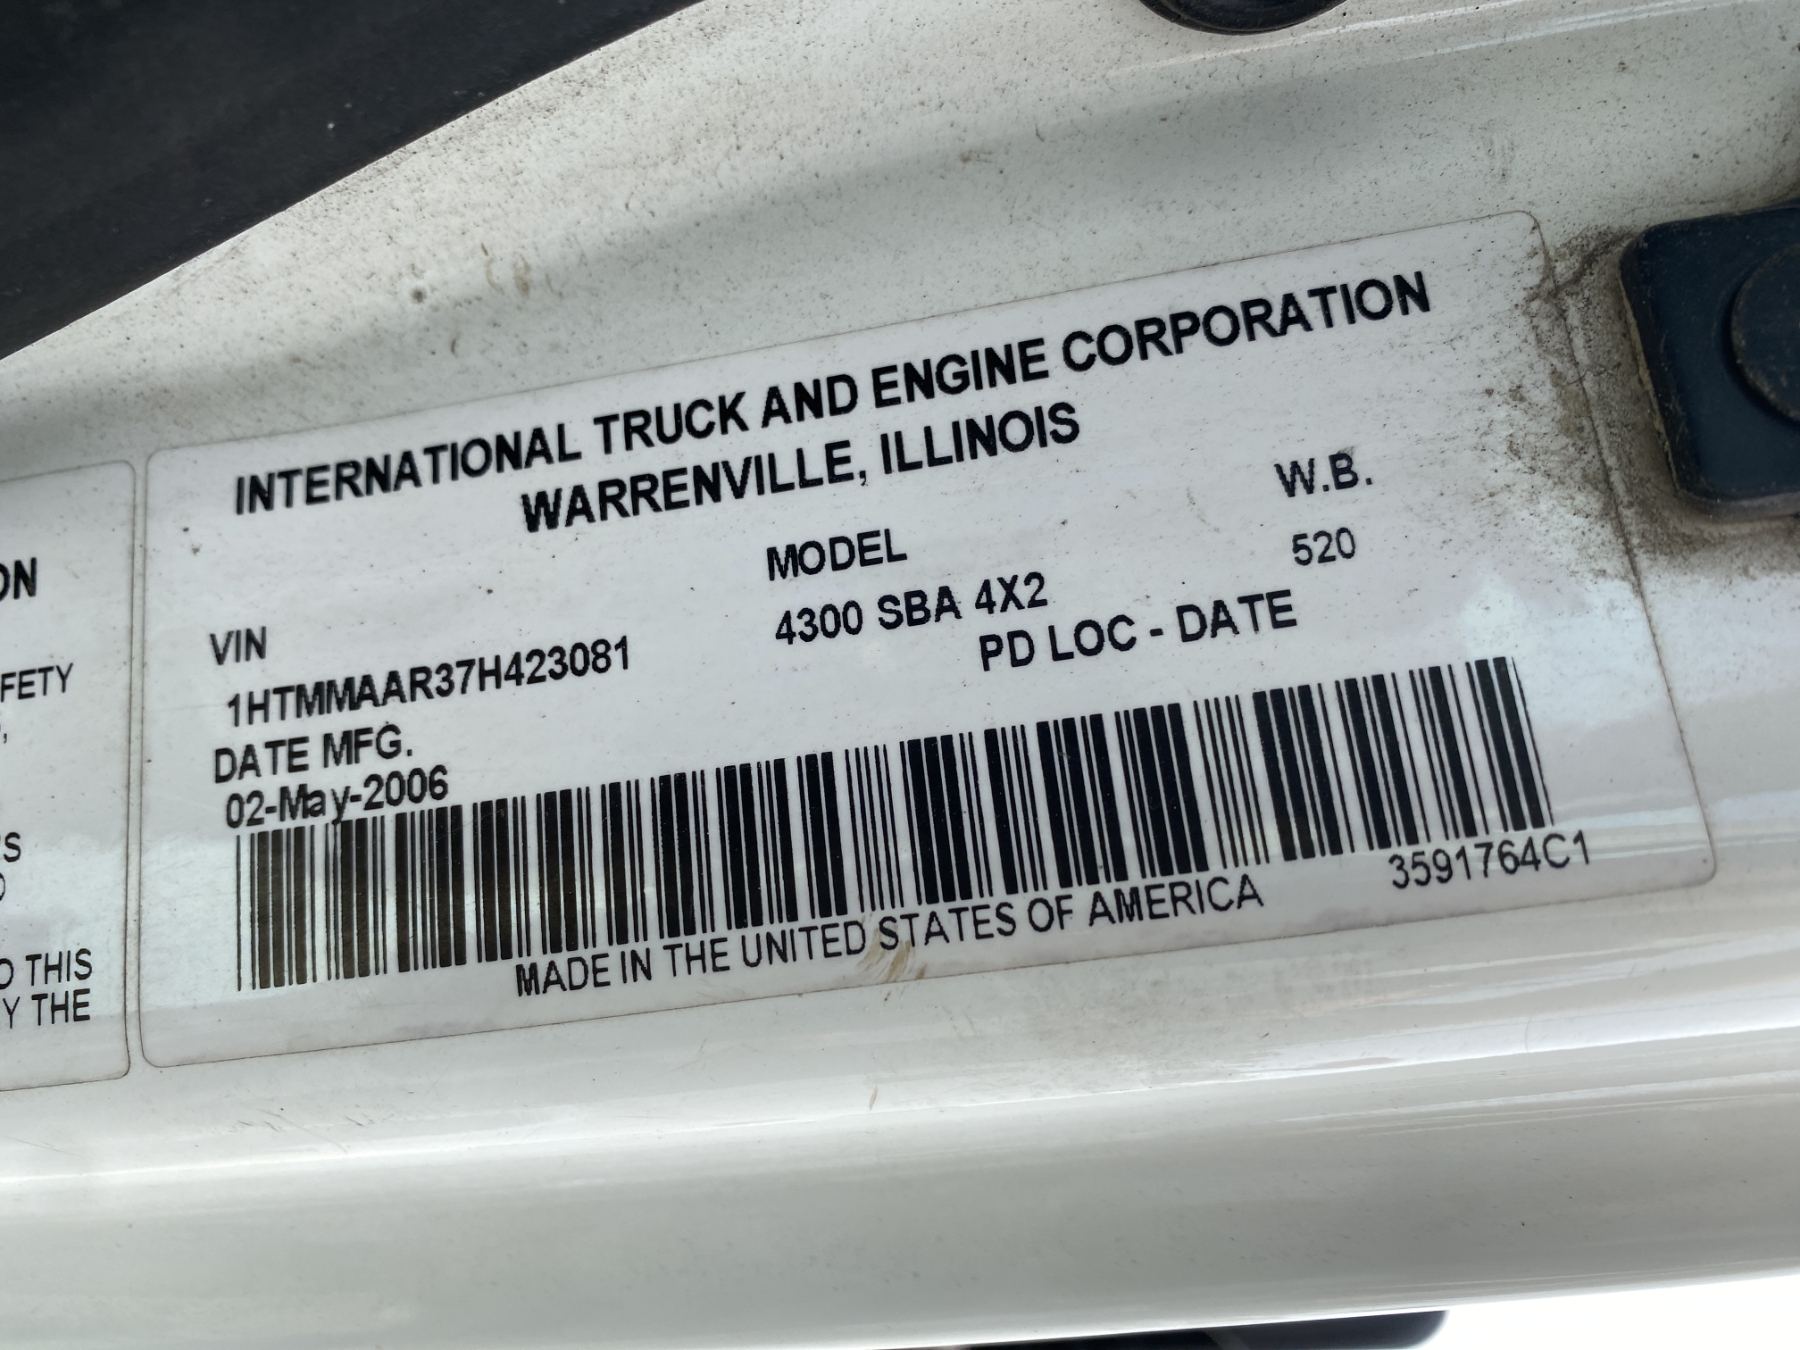 INTERNATIONAL TRUCK AND ENGINE CORPORATION
WARRENVILLE, ILLINOIS
MODEL W.B.
4300 SBA 4X2 520
VIN PD LOC - DATE
1HTMMAAR37H423081
DATE MFG.
02-May-2006
MADE IN THE UNITED STATES OF AMERICA 3591764C1
ON
FETY
'S
O THIS
Y THE